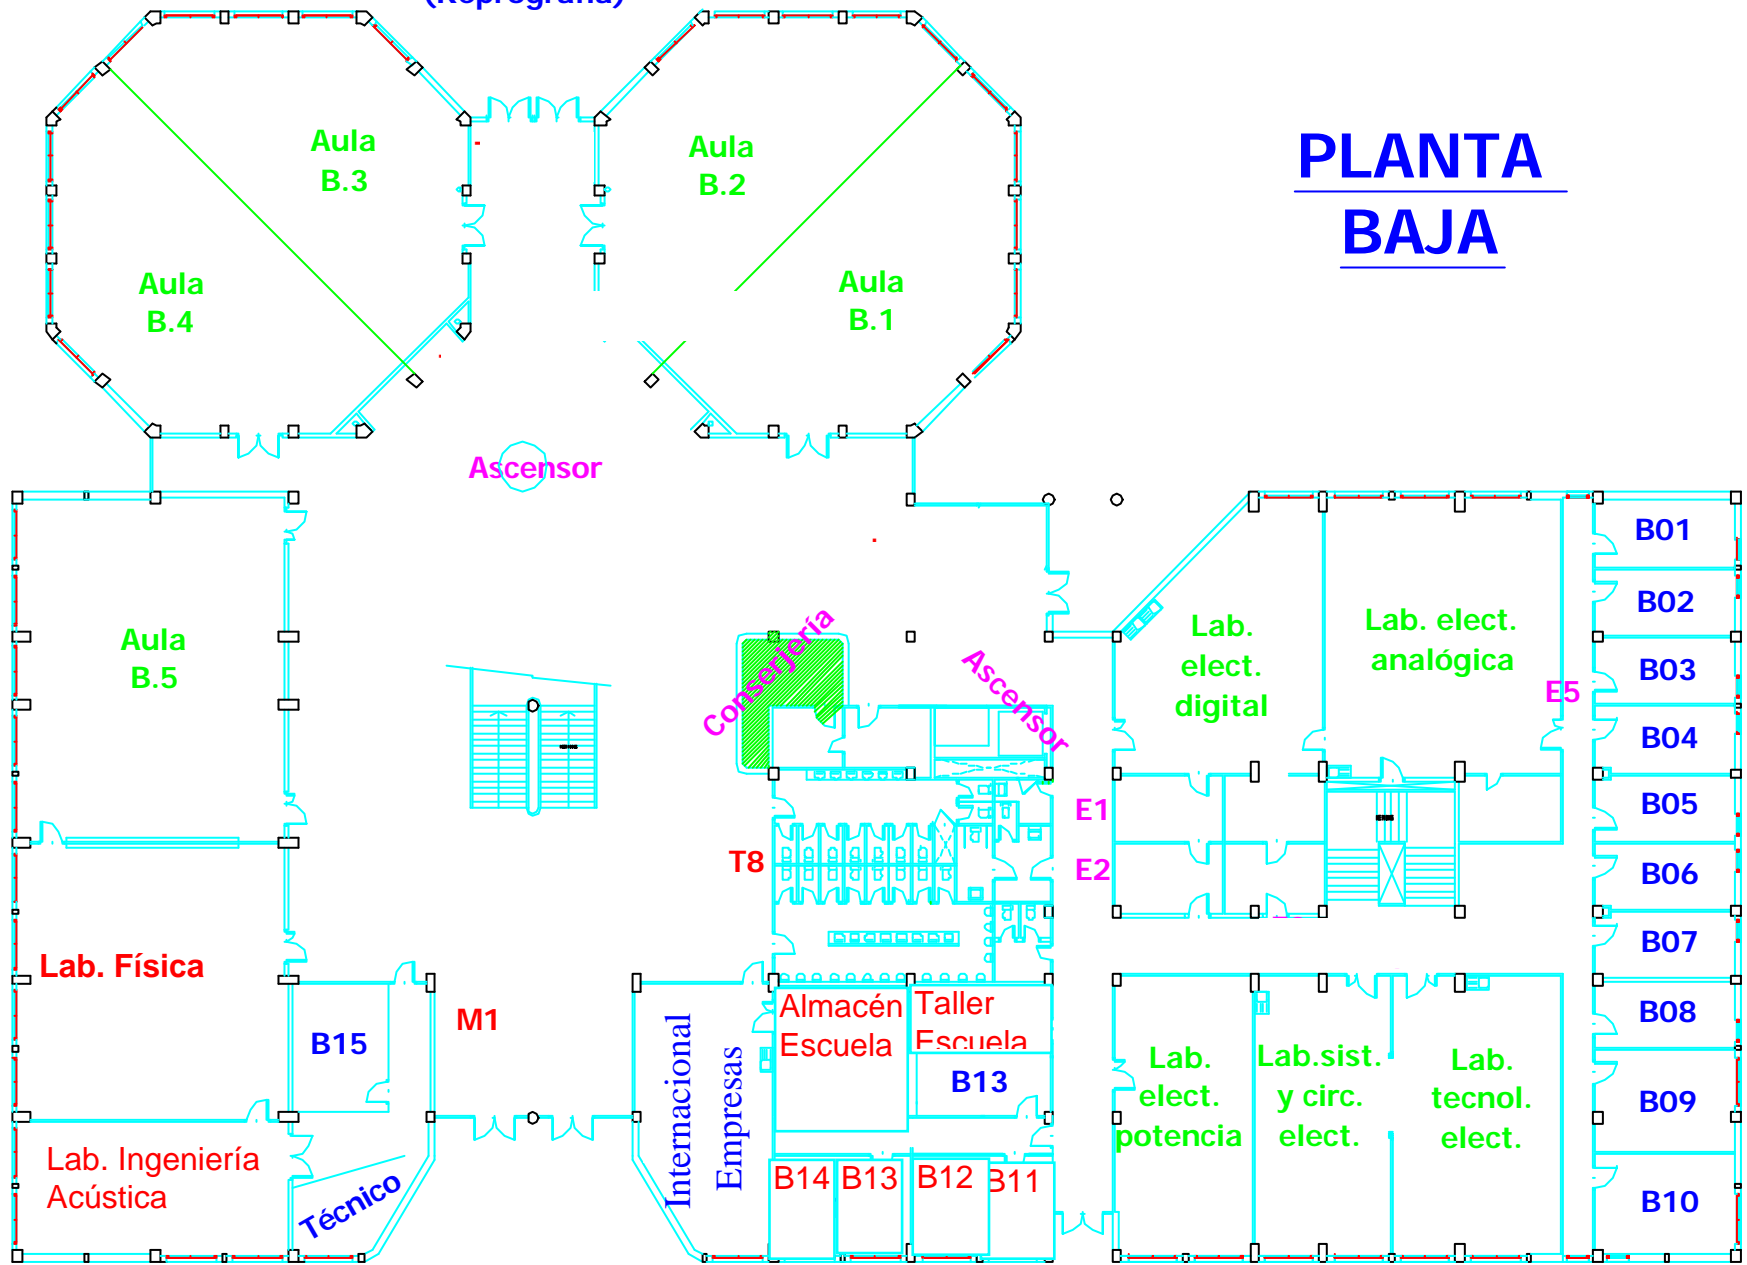 (Reprografía)
PLANTA
BAJA
Aula
B.3
Aula
B.2
Aula
B.4
Aula
B.1
Ascensor
Aula
B.5
Conserjería
Ascensor
Lab.
elect.
digital
Lab. elect.
analógica
E5
B01
B02
B03
B04
B05
B06
B07
B08
B09
B10
E1
E2
T8
Lab. Física
M1
B15
Internacional
Empresas
Almacén
Escuela
Taller
Escuela
B13
Lab.
elect.
potencia
Lab.sist.
y circ.
elect.
Lab.
tecnol.
elect.
Lab. Ingeniería
Acústica
Técnico
B14
B13
B12
B11